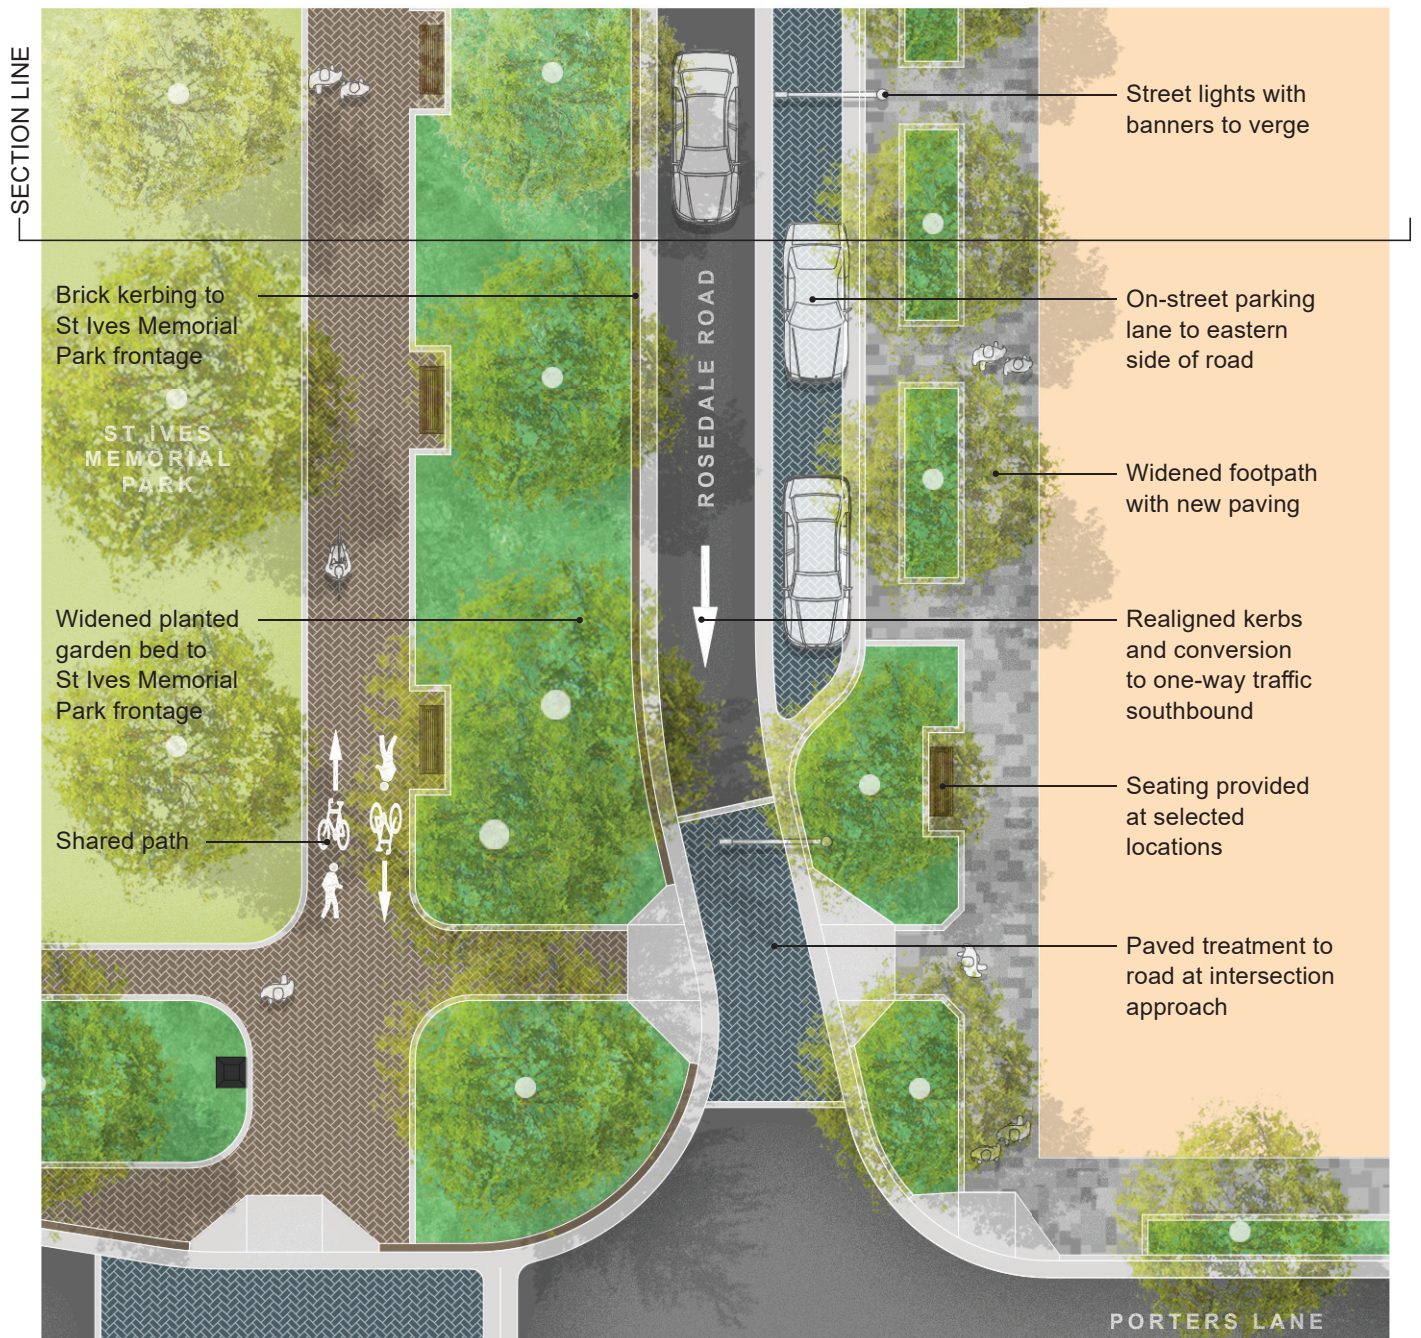 SECTION LINE
Street lights with
banners to verge
Brick kerbing to
St Ives Memorial
Park frontage
ROSEDALE ROAD
On-street parking
lane to eastern
side of road
ST IVES
MEMORIAL
PARK
Widened footpath
with new paving
Widened planted
garden bed to
St Ives Memorial
Park frontage
Realigned kerbs
and conversion
to one-way traffic
southbound
Shared path
Seating provided
at selected
locations
Paved treatment to
road at intersection
approach
PORTERS LANE